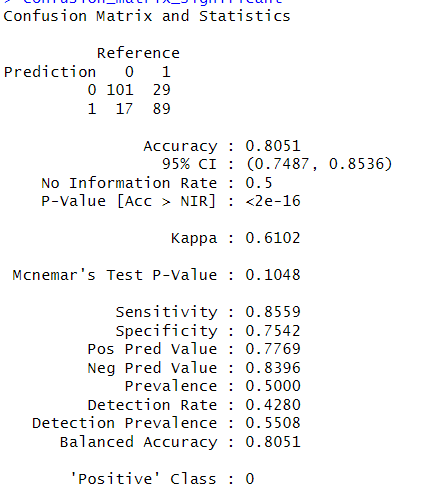 > Confusion_matrix_significant
Confusion Matrix and Statistics
Reference
Prediction 0 1
0 101 29
1 17 89
Accuracy : 0.8051
95% CI : (0.7487, 0.8536)
No Information Rate : 0.5
P-Value [Acc > NIR] : <2e-16
Kappa : 0.6102
Mcnemar's Test P-Value : 0.1048
Sensitivity : 0.8559
Specificity : 0.7542
Pos Pred Value : 0.7769
Neg Pred Value : 0.8396
Prevalence : 0.5000
Detection Rate : 0.4280
Detection Prevalence : 0.5508
Balanced Accuracy : 0.8051
'Positive' Class : 0